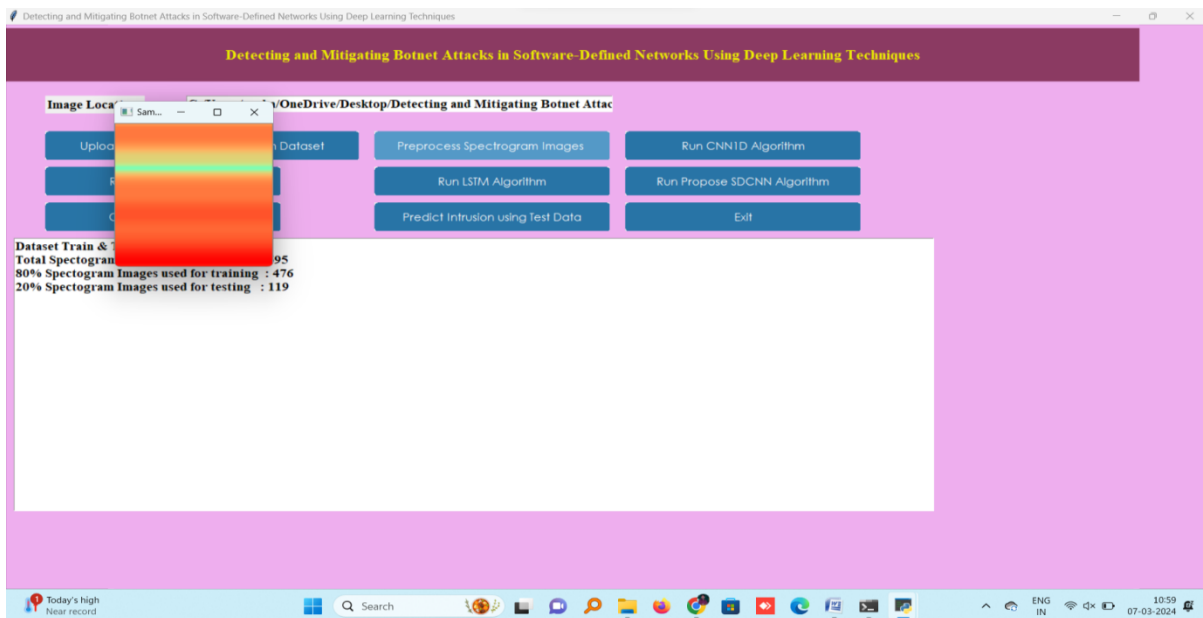 Detecting and Mitigating Botnet Attacks in Software-Defined Networks Using Deep Learning Techniques
Detecting and Mitigating Botnet Attacks in Software-Defined Networks Using Deep Learning Techniques
Image Loca /OneDrive/Desktop/Detecting and Mitigating Botnet Attac
Sam...
Uploa Dataset
Preprocess Spectrogram Images
Run CNN1D Algorithm
Run LSTM Algorithm
Run Propose SDCNN Algorithm
Predict Intrusion using Test Data
Exit
Dataset Train &
Total Spectogran 95
80% Spectogram Images used for training : 476
20% Spectogram Images used for testing : 119
Today's high
Near record
Search
ENG
IN
10:59
07-03-2024